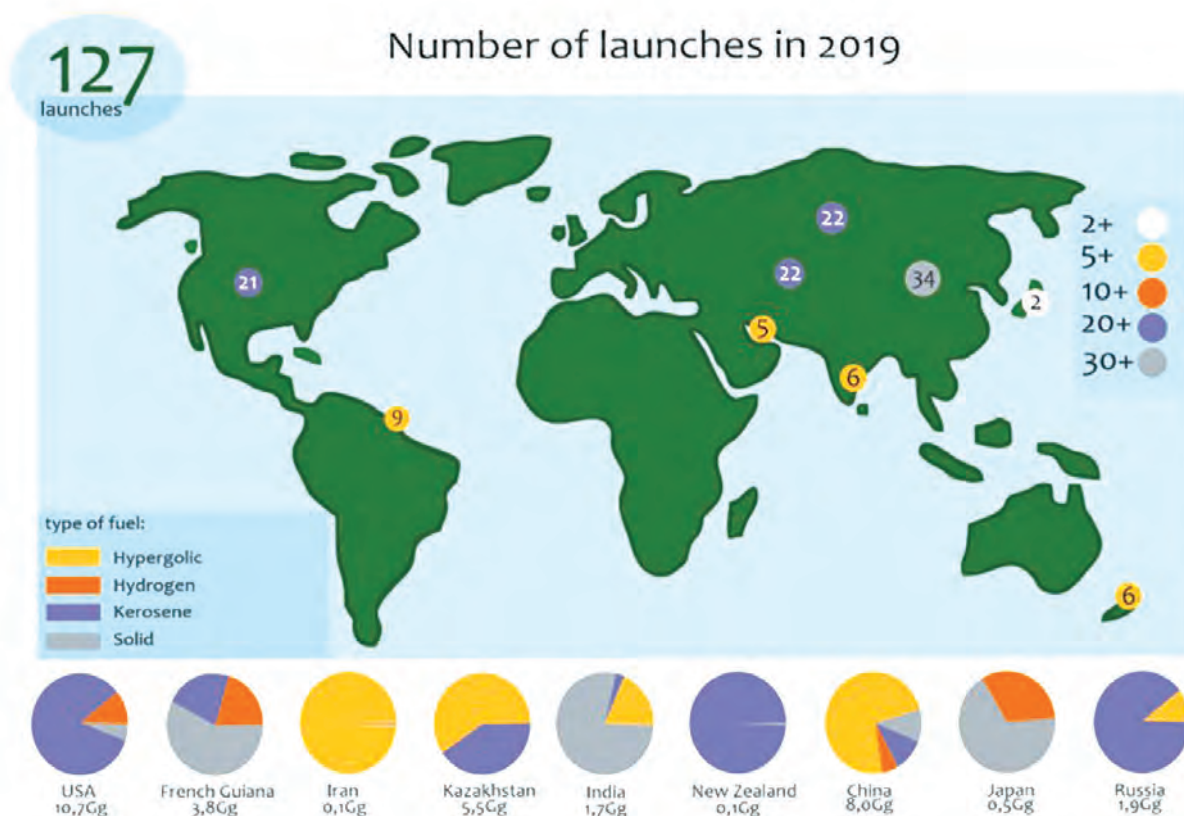 Number of launches in 2019
127
launches
22
2+
5+
21
22
34
10+
2
20+
5
30+
6
9
type of fuel:
Hypergolic
Hydrogen
6
Kerosene
Solid
USA
10,7Gg
French Guiana
3,8Gg
Iran
0,1Gg
Kazakhstan
5,5Gg
India
1,7Gg
New Zealand
0,1Gg
China
8,0Gg
Japan
0,5Gg
Russia
1,9Gg